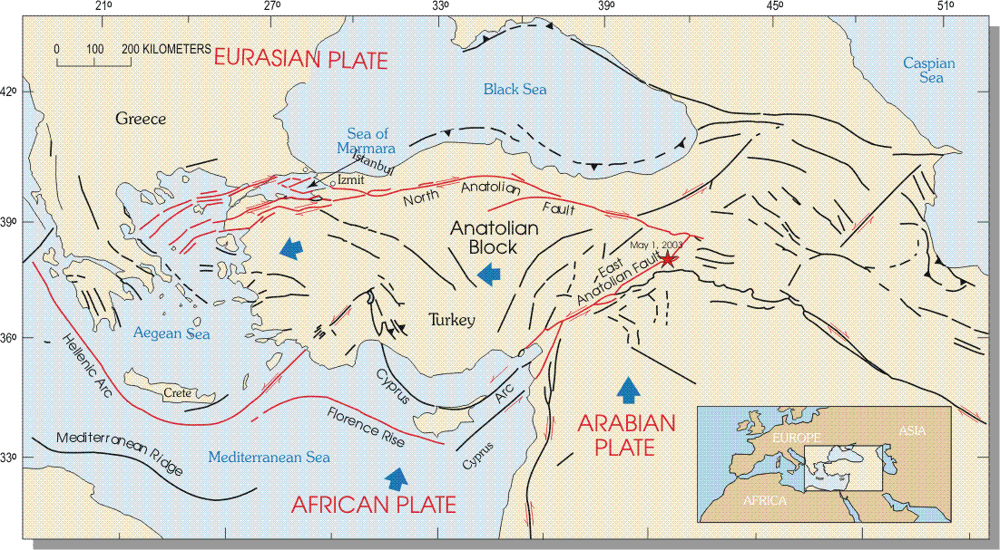 21º 27º 33º 39º 45º 51º
0 100 200 KILOMETERS
EURASIAN PLATE
Caspian
Sea
Black Sea
42º
Greece
Sea of
Marmara
Istanbul
Izmit
North Anatolian Fault
39º
Anatolian
Block
May 1, 2003
East
Anatolian Fault
Turkey
Aegean Sea
36º
Hellenic Arc
Cyprus Arc
Crete
Florence Rise
ARABIAN
PLATE
Mediterranean Ridge
Mediterranean Sea
Cyprus
33º
AFRICAN PLATE
EUROPE
ASIA
AFRICA